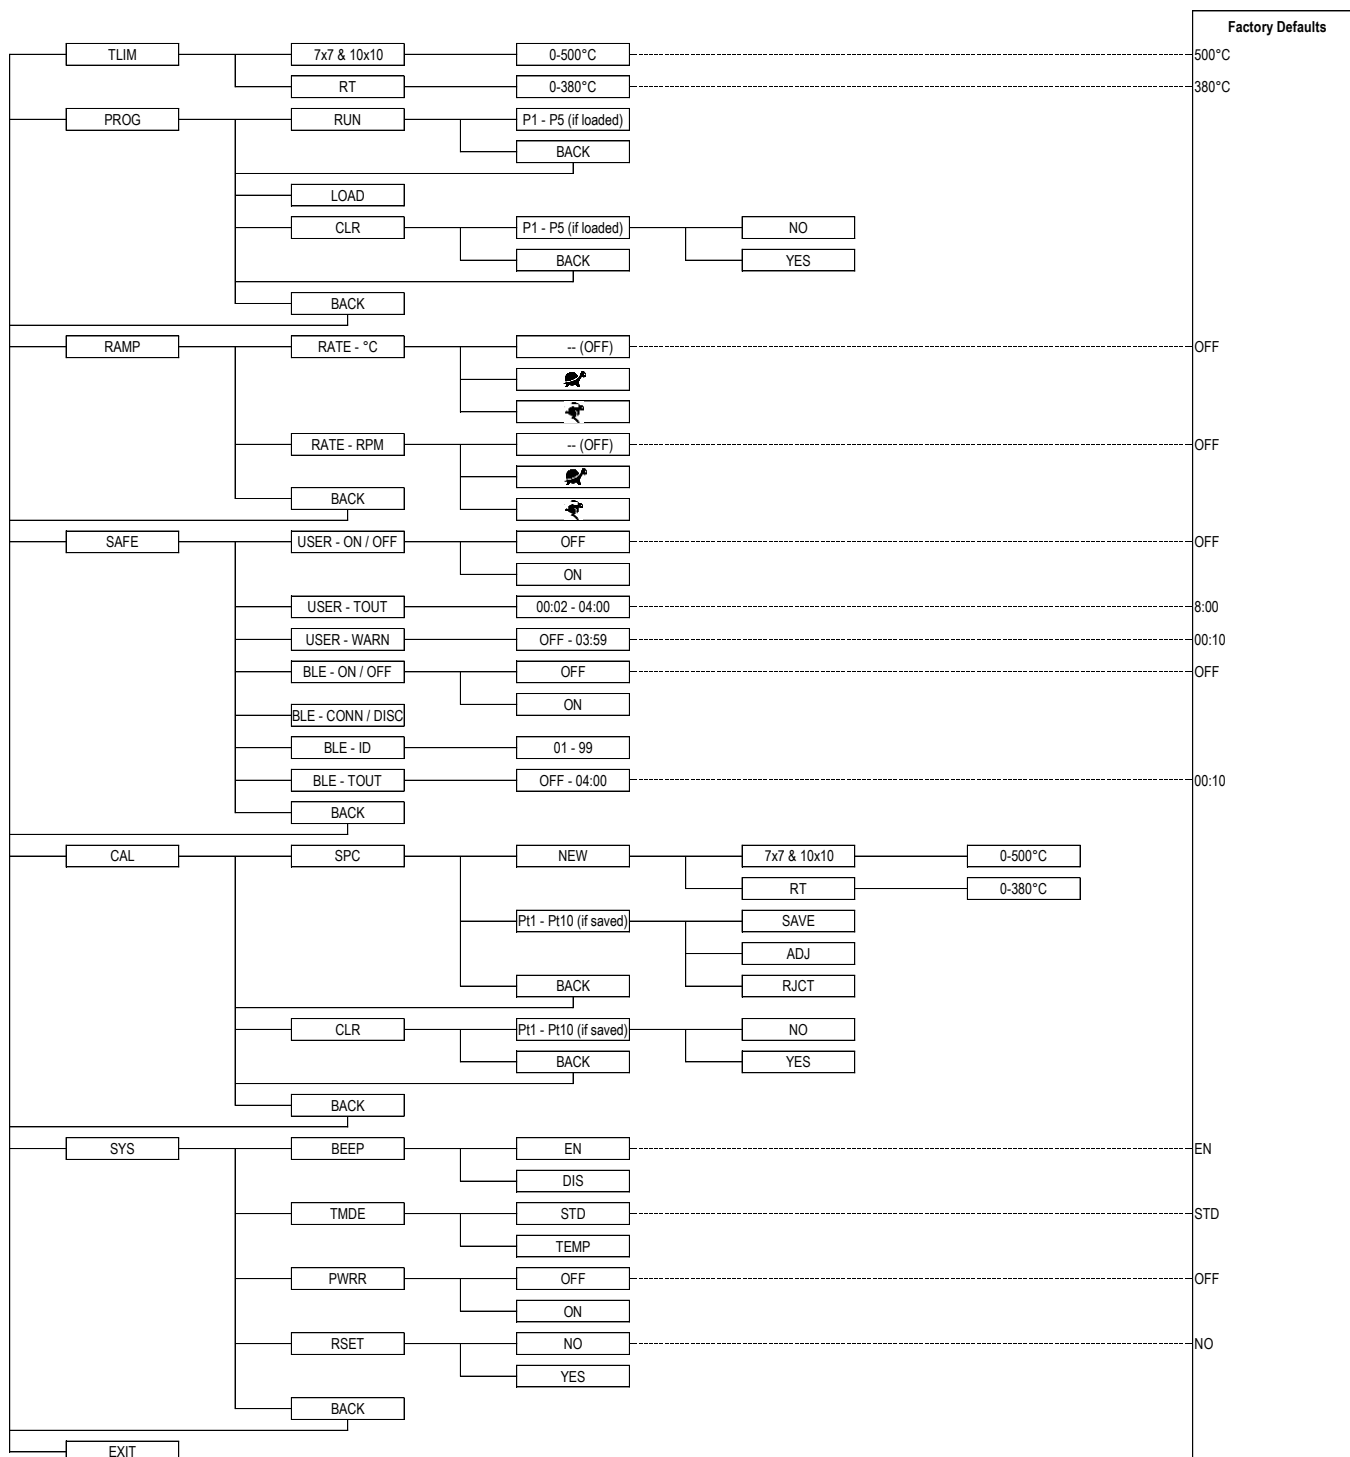 Factory Defaults
TLIM 7x7 & 10x10 0-500°C 500°C
RT 0-380°C 380°C
PROG RUN P1 - P5 (if loaded)
BACK
LOAD
CLR P1 - P5 (if loaded) NO
BACK YES
BACK
RAMP RATE - °C -- (OFF) OFF
RATE - RPM -- (OFF) OFF
BACK
SAFE USER - ON / OFF OFF OFF
ON
USER - TOUT 00:02 - 04:00 8:00
USER - WARN OFF - 03:59 00:10
BLE - ON / OFF OFF OFF
ON
BLE - CONN / DISC
BLE - ID 01 - 99
BLE - TOUT OFF - 04:00 00:10
BACK
CAL SPC NEW 7x7 & 10x10 0-500°C
RT 0-380°C
Pt1 - Pt10 (if saved) SAVE
ADJ
BACK RJCT
CLR Pt1 - Pt10 (if saved) NO
BACK YES
BACK
SYS BEEP EN EN
DIS
TMDE STD STD
TEMP
PWRR OFF OFF
ON
RSET NO NO
YES
BACK
EXIT